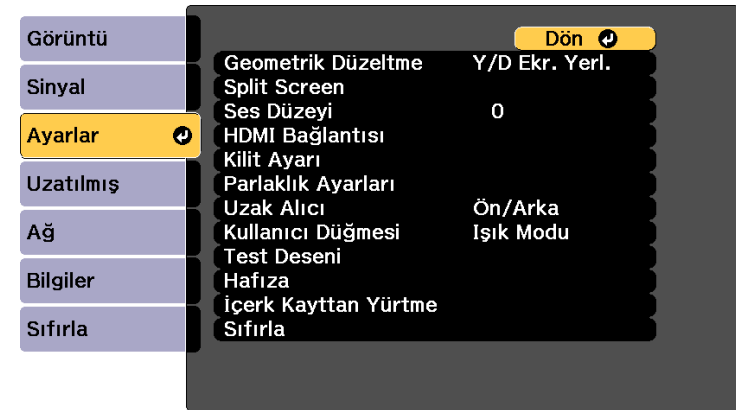 Görüntü
Sinyal
Ayarlar
Uzatılmış
Ağ
Bilgiler
Sıfırla
Dön
Geometrik Düzeltme Y/D Ekr. Yerl.
Split Screen
Ses Düzeyi 0
HDMI Bağlantısı
Kilit Ayarı
Parlaklık Ayarları
Uzak Alıcı Ön/Arka
Kullanıcı Düğmesi Işık Modu
Test Deseni
Hafıza
İçerk Kayttan Yürtme
Sıfırla